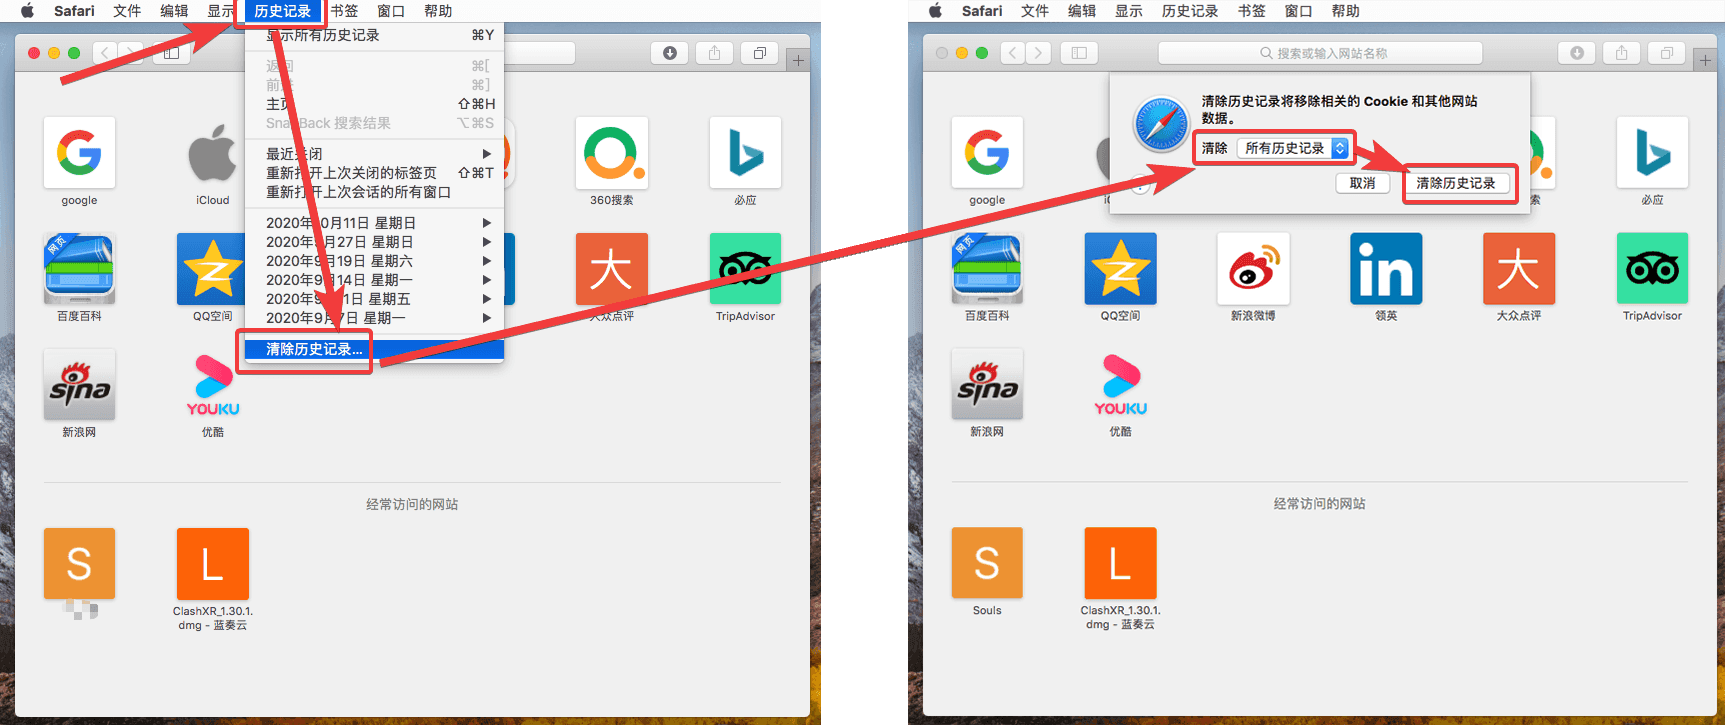 Safari 文件 编辑 显示 历史记录 书签 窗口 帮助
显示所有历史记录 ⌘Y
返回 ⌘[
⌘]
主页 ⇧⌘H
SnapBack 搜索结果 ⌥⌘S
最近关闭 ▶
重新打开上次关闭的标签页 ⇧⌘T
重新打开上次会话的所有窗口
2020年10月11日 星期日 ▶
2020年9月27日 星期日 ▶
2020年9月19日 星期六 ▶
2020年9月14日 星期一 ▶
星期五 ▶
2020年9月7日 星期一 ▶
清除历史记录...
google
iCloud
360搜索
必应
网页
百度百科
QQ空间
大
大众点评
TripAdvisor
sina
新浪网
YOUKU
优酷
经常访问的网站
S
L
ClashXR_1.30.1.
dmg - 蓝奏云
Safari 文件 编辑 显示 历史记录 书签 窗口 帮助
搜索或输入网站名称
清除历史记录将移除相关的 Cookie 和其他网站
数据。
清除 所有历史记录
取消 清除历史记录
google
必应
网页
百度百科
QQ空间
新浪微博
in
领英
大
大众点评
TripAdvisor
sina
新浪网
YOUKU
优酷
经常访问的网站
S
Souls
L
ClashXR_1.30.1.
dmg - 蓝奏云